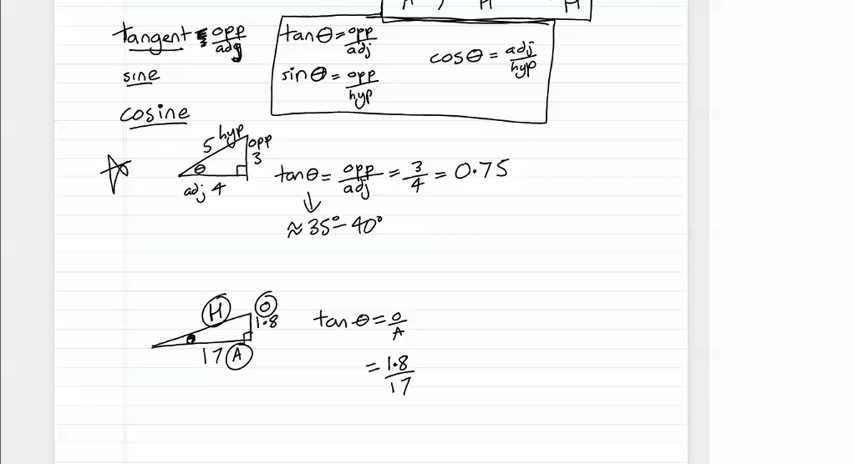 A H H
tangent = opp/adj
sine
cosine
tanθ = opp/adj
sinθ = opp/hyp
cosθ = adj/hyp
5 hyp
opp
3
θ
adj 4
tanθ = opp/adj = 3/4 = 0.75
↓
≈ 35° - 40°
H
O
1.8
θ
17 A
tan θ = O/A
= 1.8/17